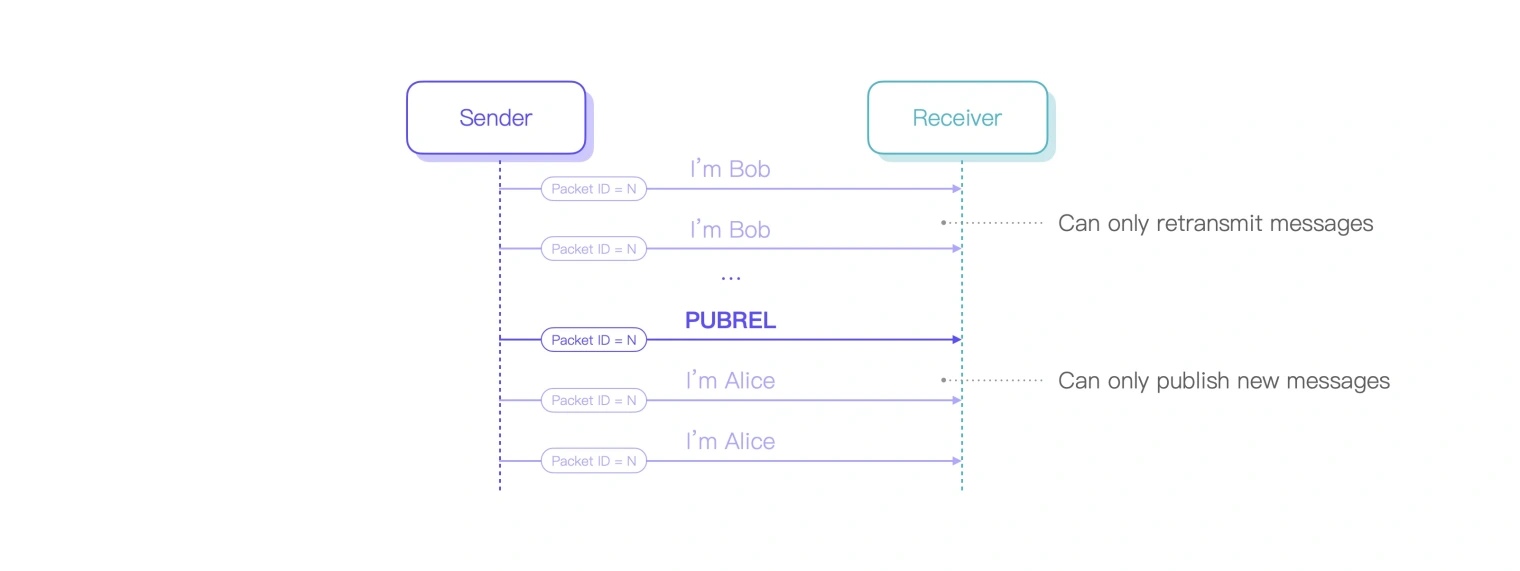 Sender
Receiver
I’m Bob
Packet ID = N
Can only retransmit messages
I’m Bob
Packet ID = N
...
PUBREL
Packet ID = N
I’m Alice
Can only publish new messages
Packet ID = N
I’m Alice
Packet ID = N